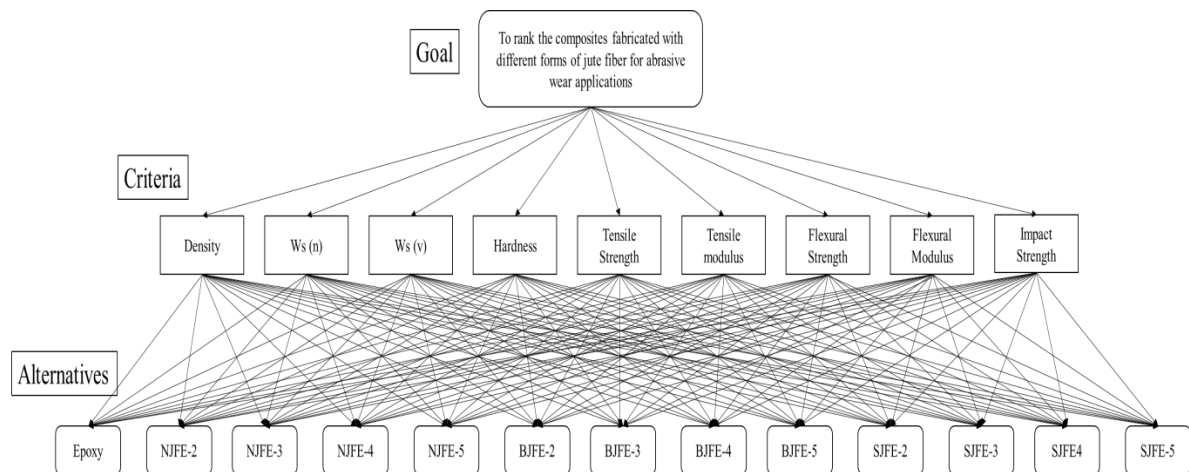 Goal
To rank the composites fabricated with
different forms of jute fiber for abrasive
wear applications
Criteria
Density
Ws (n)
Ws (v)
Hardness
Tensile
Strength
Tensile
modulus
Flexural
Strength
Flexural
Modulus
Impact
Strength
Alternatives
Epoxy
NJFE-2
NJFE-3
NJFE-4
NJFE-5
BJFE-2
BJFE-3
BJFE-4
BJFE-5
SJFE-2
SJFE-3
SJFE4
SJFE-5